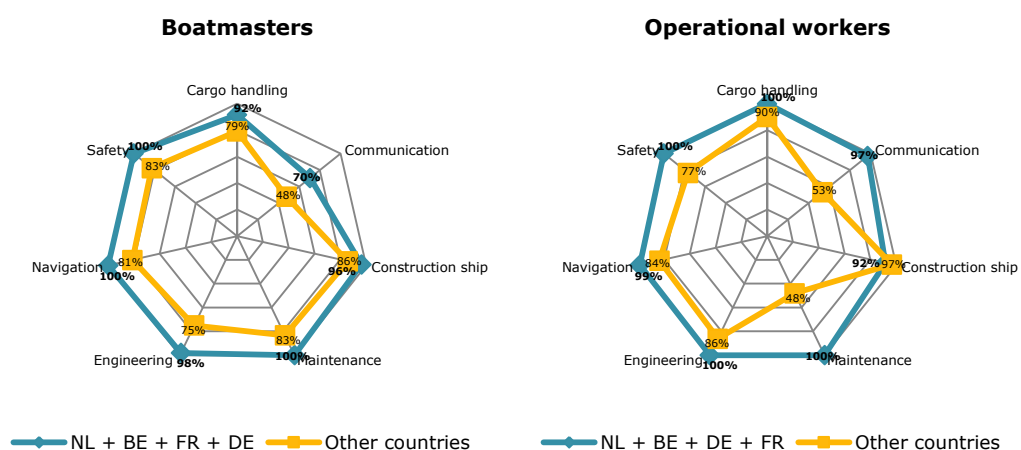 Boatmasters
Cargo handling
92%
79%
Communication
70%
48%
Construction ship
86%
96%
Maintenance
83%
100%
Engineering
75%
98%
Navigation
81%
100%
Safety
100%
83%
NL + BE + FR + DE
Other countries
Operational workers
Cargo handling
100%
90%
Communication
97%
53%
Construction ship
92%
97%
Maintenance
48%
100%
Engineering
86%
100%
Navigation
84%
99%
Safety
100%
77%
NL + BE + DE + FR
Other countries